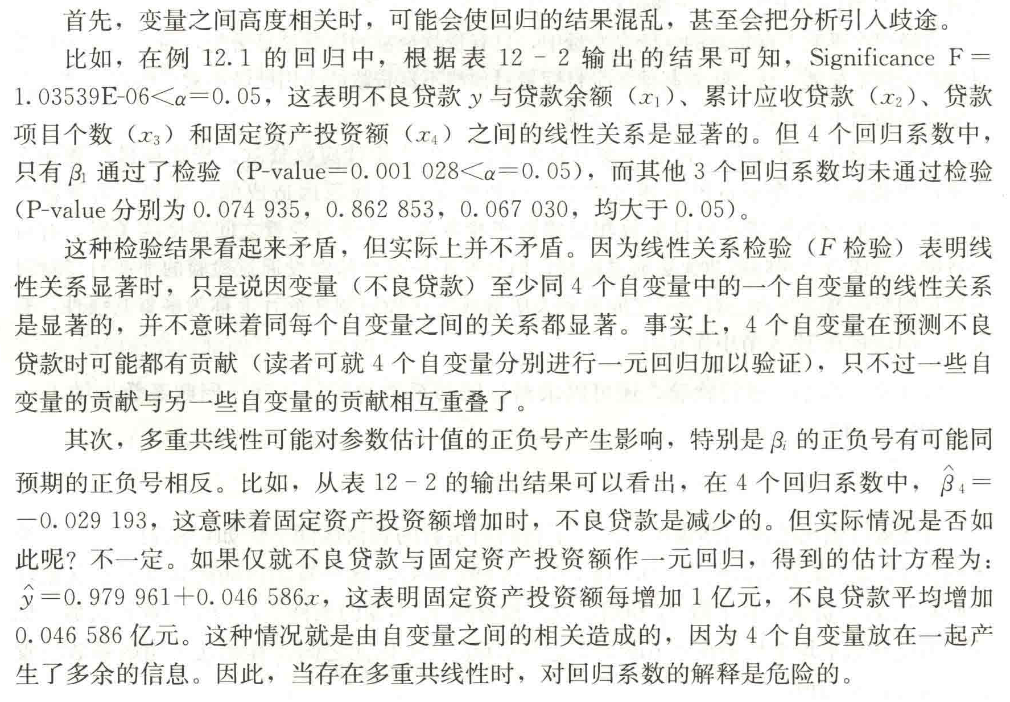 首先，变量之间高度相关时，可能会使回归的结果混乱，甚至会把分析引入歧途。
比如，在例 12.1 的回归中，根据表 12-2 输出的结果可知，Significance F=
1.03539E-06<α=0.05，这表明不良贷款 y 与贷款余额（x₁）、累计应收贷款（x₂）、贷款
项目个数（x₃）和固定资产投资额（x₄）之间的线性关系是显著的。但 4 个回归系数中，
只有 β₁ 通过了检验（P-value=0.001 028<α=0.05），而其他 3 个回归系数均未通过检验
（P-value 分别为 0.074 935，0.862 853，0.067 030，均大于 0.05）。
这种检验结果看起来矛盾，但实际上并不矛盾。因为线性关系检验（F 检验）表明线
性关系显著时，只是说因变量（不良贷款）至少同 4 个自变量中的一个自变量的线性关系
是显著的，并不意味着同每个自变量之间的关系都显著。事实上，4 个自变量在预测不良
贷款时可能都有贡献（读者可就 4 个自变量分别进行一元回归加以验证），只不过一些自
变量的贡献与另一些自变量的贡献相互重叠了。
其次，多重共线性可能对参数估计值的正负号产生影响，特别是 βᵢ 的正负号有可能同
预期的正负号相反。比如，从表 12-2 的输出结果可以看出，在 4 个回归系数中，β̂₄=
-0.029 193，这意味着固定资产投资额增加时，不良贷款是减少的。但实际情况是否如
此呢？不一定。如果仅就不良贷款与固定资产投资额作一元回归，得到的估计方程为：
ŷ=0.979 961+0.046 586x，这表明固定资产投资额每增加 1 亿元，不良贷款平均增加
0.046 586 亿元。这种情况就是由自变量之间的相关造成的，因为 4 个自变量放在一起产
生了多余的信息。因此，当存在多重共线性时，对回归系数的解释是危险的。